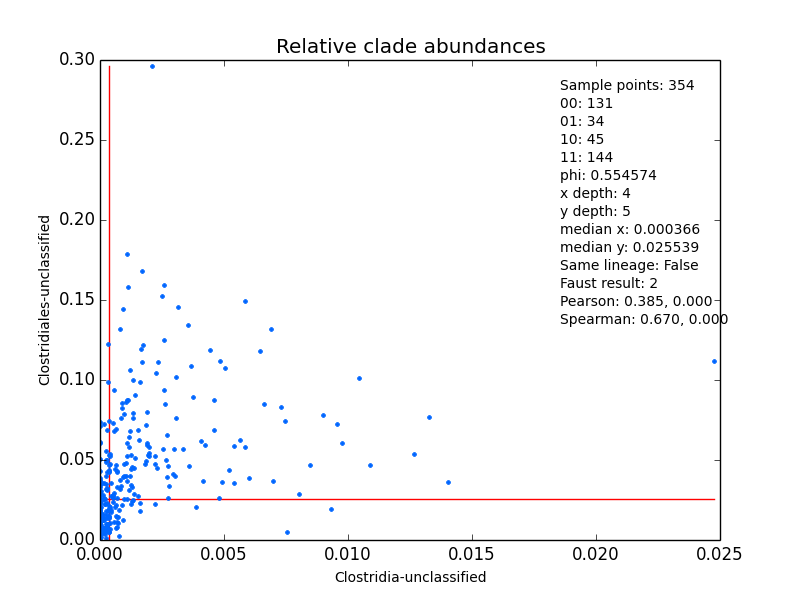 Relative clade abundances
0.30
0.25
0.20
0.15
0.10
0.05
0.00
Clostridiales-unclassified
Sample points: 354
00: 131
01: 34
10: 45
11: 144
phi: 0.554574
x depth: 4
y depth: 5
median x: 0.000366
median y: 0.025539
Same lineage: False
Faust result: 2
Pearson: 0.385, 0.000
Spearman: 0.670, 0.000
0.000 0.005 0.010 0.015 0.020 0.025
Clostridia-unclassified